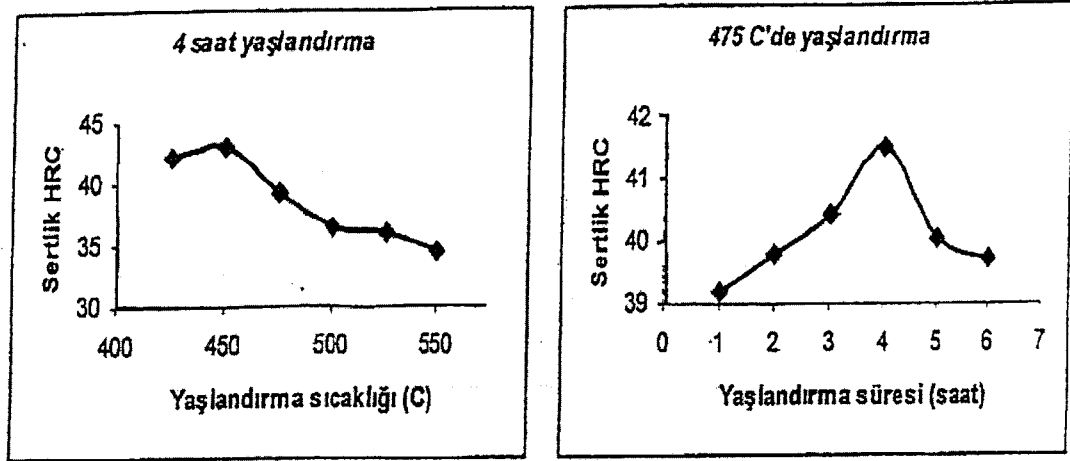 4 saat yaşlandırma
Sertlik HRC
45
40
35
30
400 450 500 550
Yaşlandırma sıcaklığı (C)
475 C'de yaşlandırma
Sertlik HRC
42
41
40
39
0 1 2 3 4 5 6 7
Yaşlandırma süresi (saat)